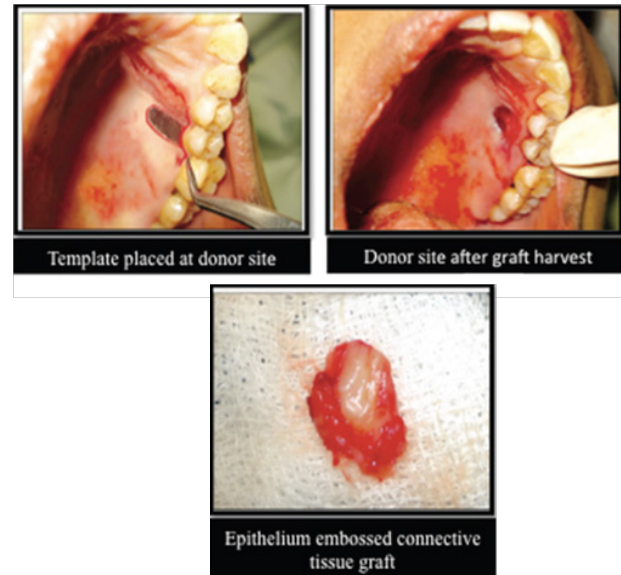 Template placed at donor site
Donor site after graft harvest
Epithelium embossed connective
tissue graft